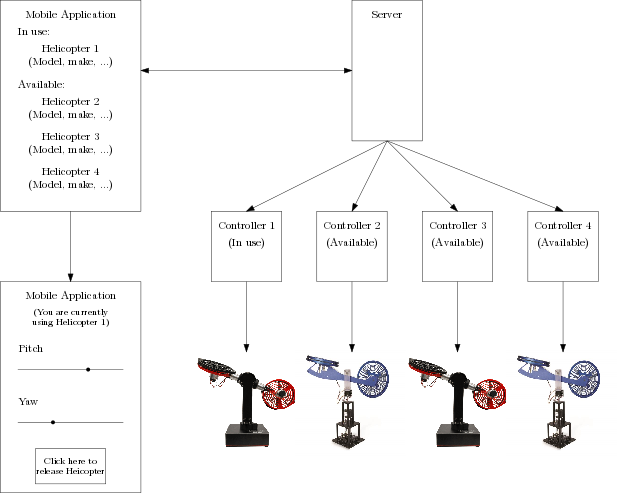 Mobile Application
In use:
Helicopter 1
(Model, make, ...)
Available:
Helicopter 2
(Model, make, ...)
Helicopter 3
(Model, make, ...)
Helicopter 4
(Model, make, ...)
Server
Controller 1
(In use)
Controller 2
(Available)
Controller 3
(Available)
Controller 4
(Available)
Mobile Application
(You are currently
using Helicopter 1)
Pitch
Yaw
Click here to
release Heicopter